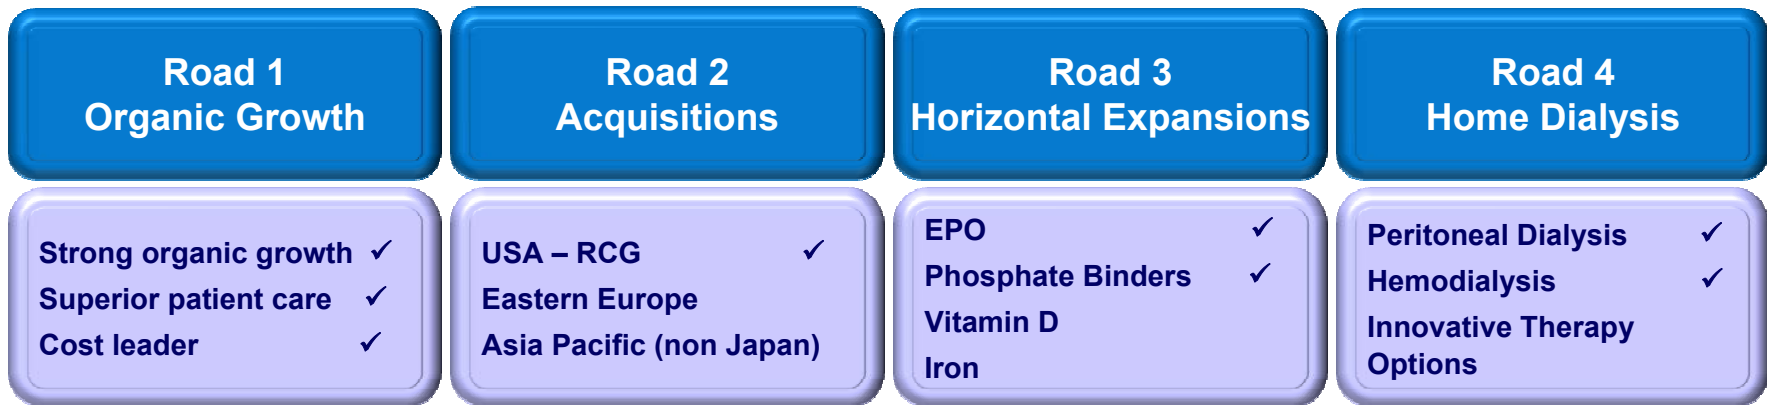 Road 1
Organic Growth
Strong organic growth ✓
Superior patient care ✓
Cost leader ✓
Road 2
Acquisitions
USA – RCG ✓
Eastern Europe
Asia Pacific (non Japan)
Road 3
Horizontal Expansions
EPO ✓
Phosphate Binders ✓
Vitamin D
Iron
Road 4
Home Dialysis
Peritoneal Dialysis ✓
Hemodialysis ✓
Innovative Therapy
Options